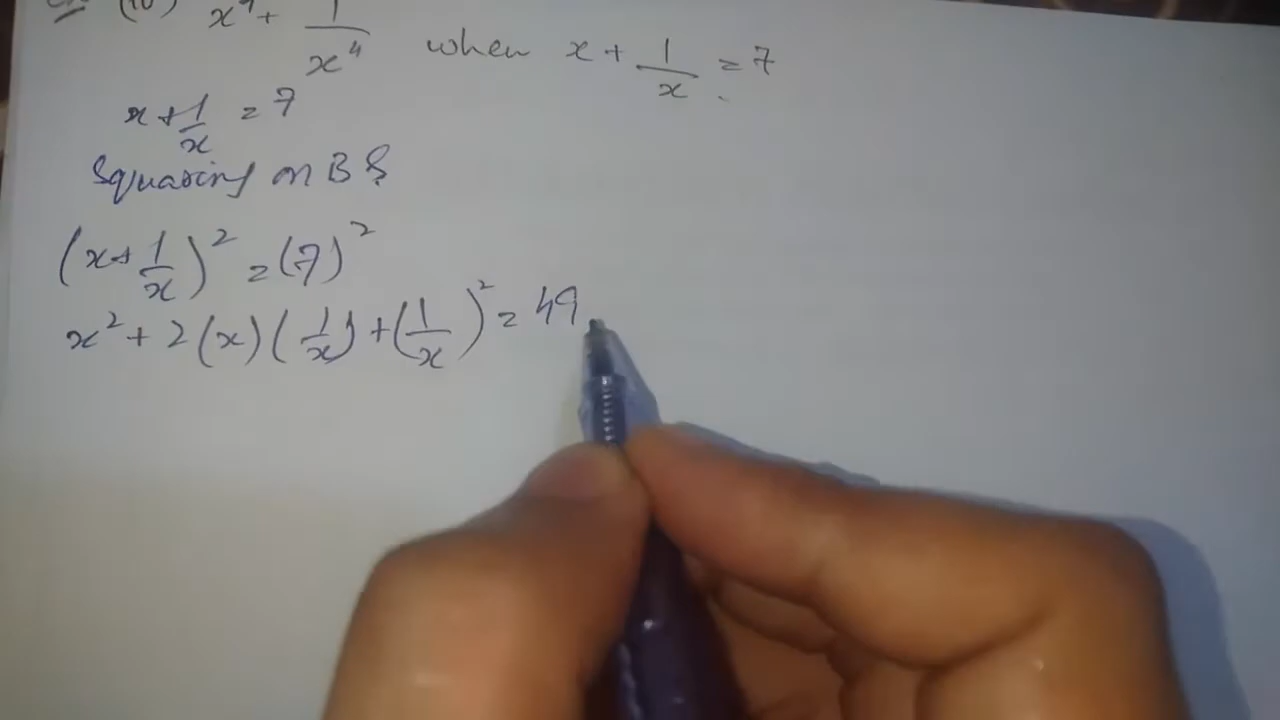 x⁴ + 1/x⁴ when x + 1/x = 7
x + 1/x = 7
Squaring on B S
(x + 1/x)² = (7)²
x² + 2(x)(1/x) + (1/x)² = 49